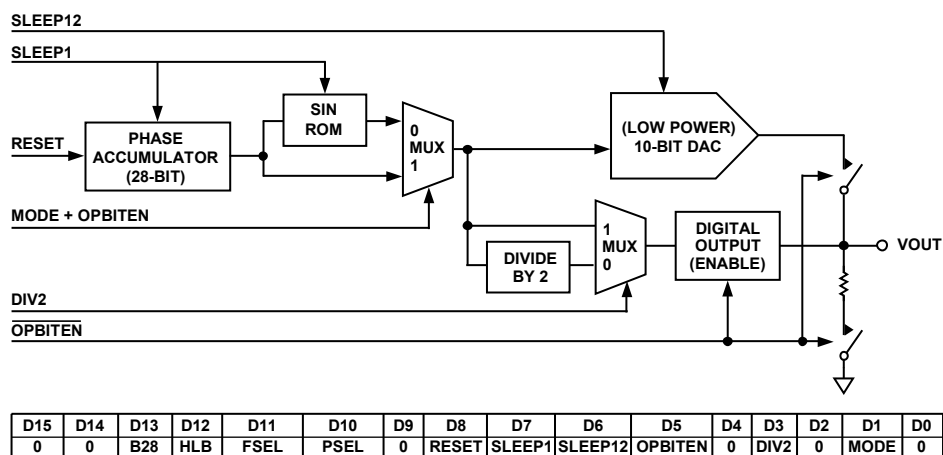 SLEEP12
SLEEP1
RESET
PHASE
ACCUMULATOR
(28-BIT)
SIN
ROM
0
MUX
1
(LOW POWER)
10-BIT DAC
MODE + OPBITEN
1
MUX
0
DIVIDE
BY 2
DIGITAL
OUTPUT
(ENABLE)
VOUT
DIV2
OPBITEN
D15 D14 D13 D12 D11 D10 D9 D8 D7 D6 D5 D4 D3 D2 D1 D0
0 0 B28 HLB FSEL PSEL 0 RESET SLEEP1 SLEEP12 OPBITEN 0 DIV2 0 MODE 0